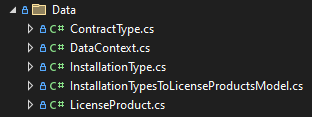 Data
C# ContractType.cs
C# DataContext.cs
C# InstallationType.cs
C# InstallationTypesToLicenseProductsModel.cs
C# LicenseProduct.cs